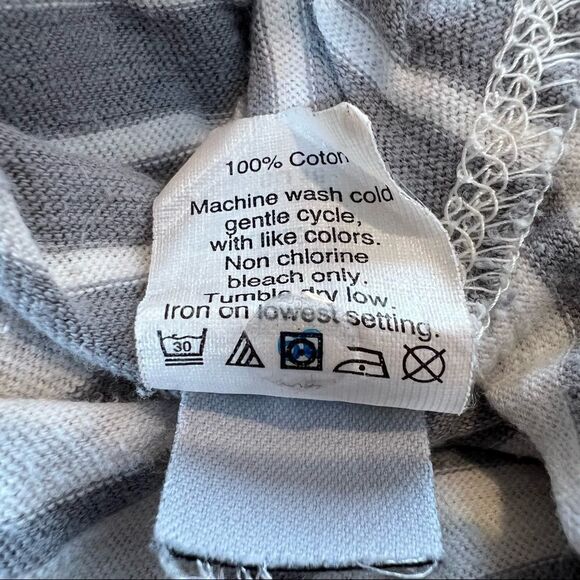 100% Coton
Machine wash cold
gentle cycle,
with like colors.
Non chlorine
bleach only.
Tumble dry low.
Iron on lowest setting.
30